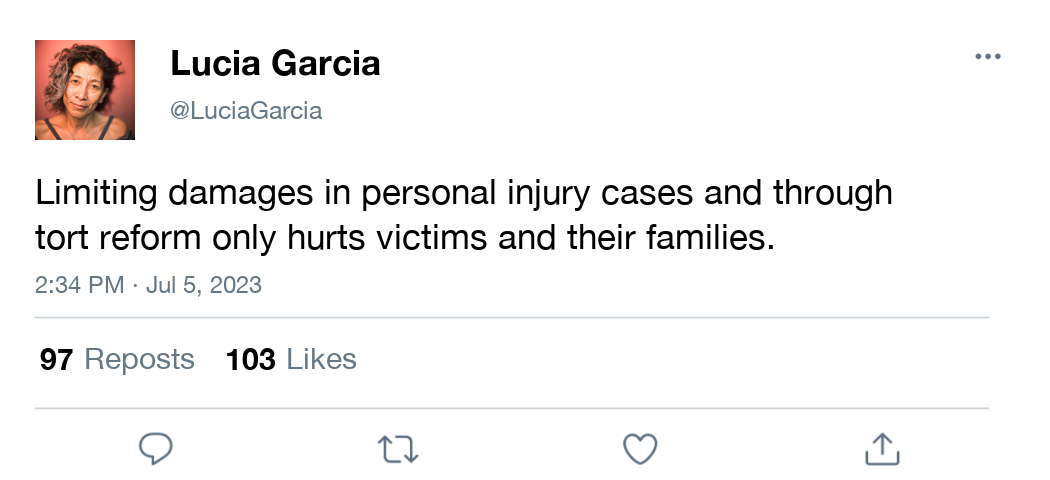 Lucia Garcia
@LuciaGarcia
Limiting damages in personal injury cases and through
tort reform only hurts victims and their families.
2:34 PM · Jul 5, 2023
97 Reposts 103 Likes